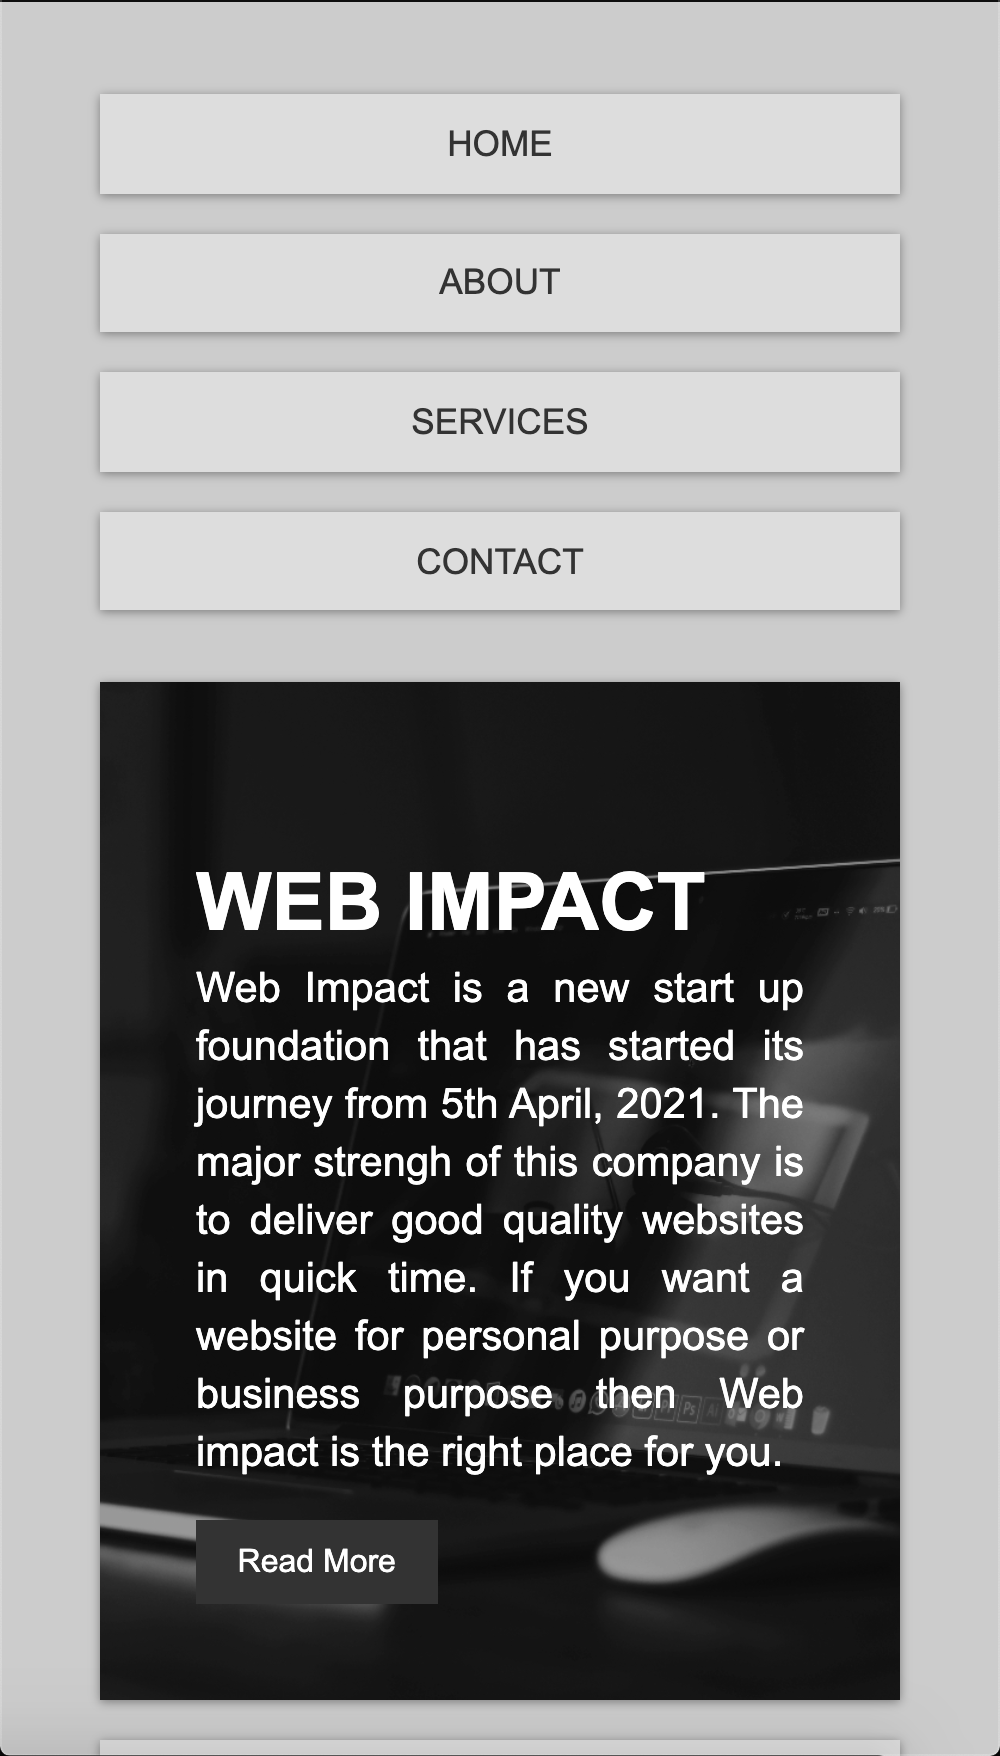 HOME
ABOUT
SERVICES
CONTACT
WEB IMPACT
Web Impact is a new start up
foundation that has started its
journey from 5th April, 2021. The
major strengh of this company is
to deliver good quality websites
in quick time. If you want a
website for personal purpose or
business purpose then Web
impact is the right place for you.
Ps
Ai
Read More